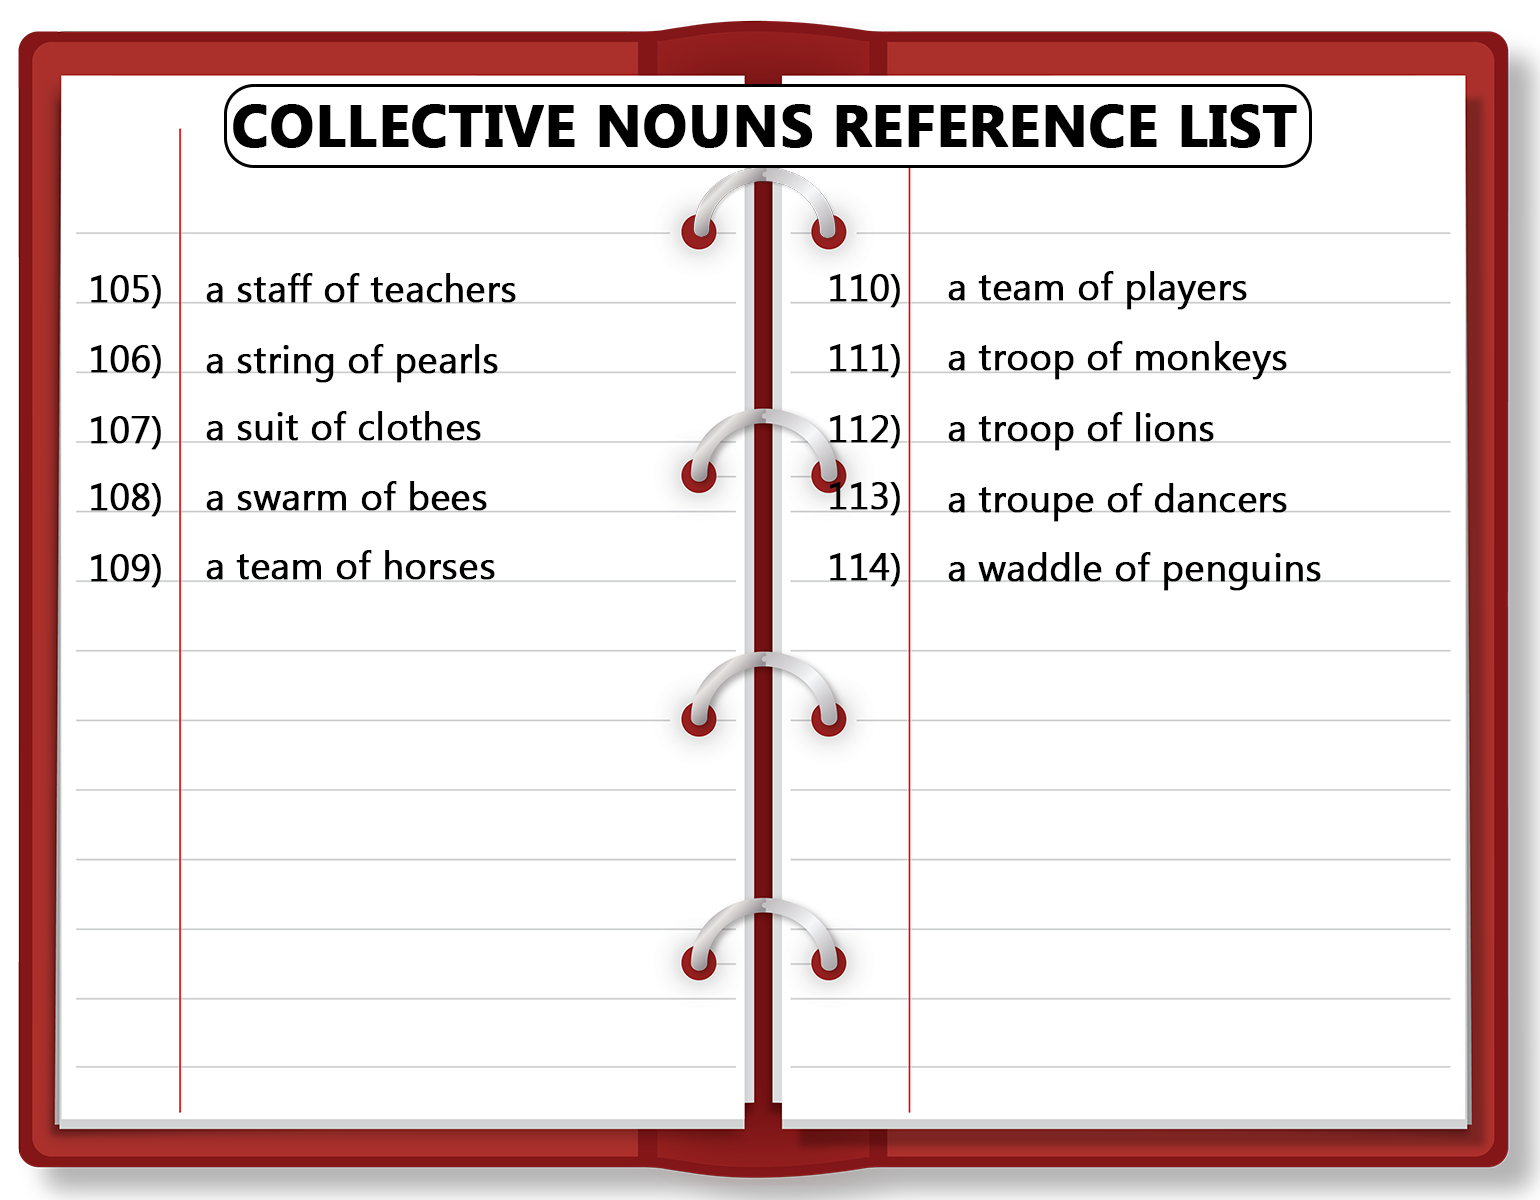 COLLECTIVE NOUNS REFERENCE LIST
105) a staff of teachers
106) a string of pearls
107) a suit of clothes
108) a swarm of bees
109) a team of horses
110) a team of players
111) a troop of monkeys
112) a troop of lions
113) a troupe of dancers
114) a waddle of penguins